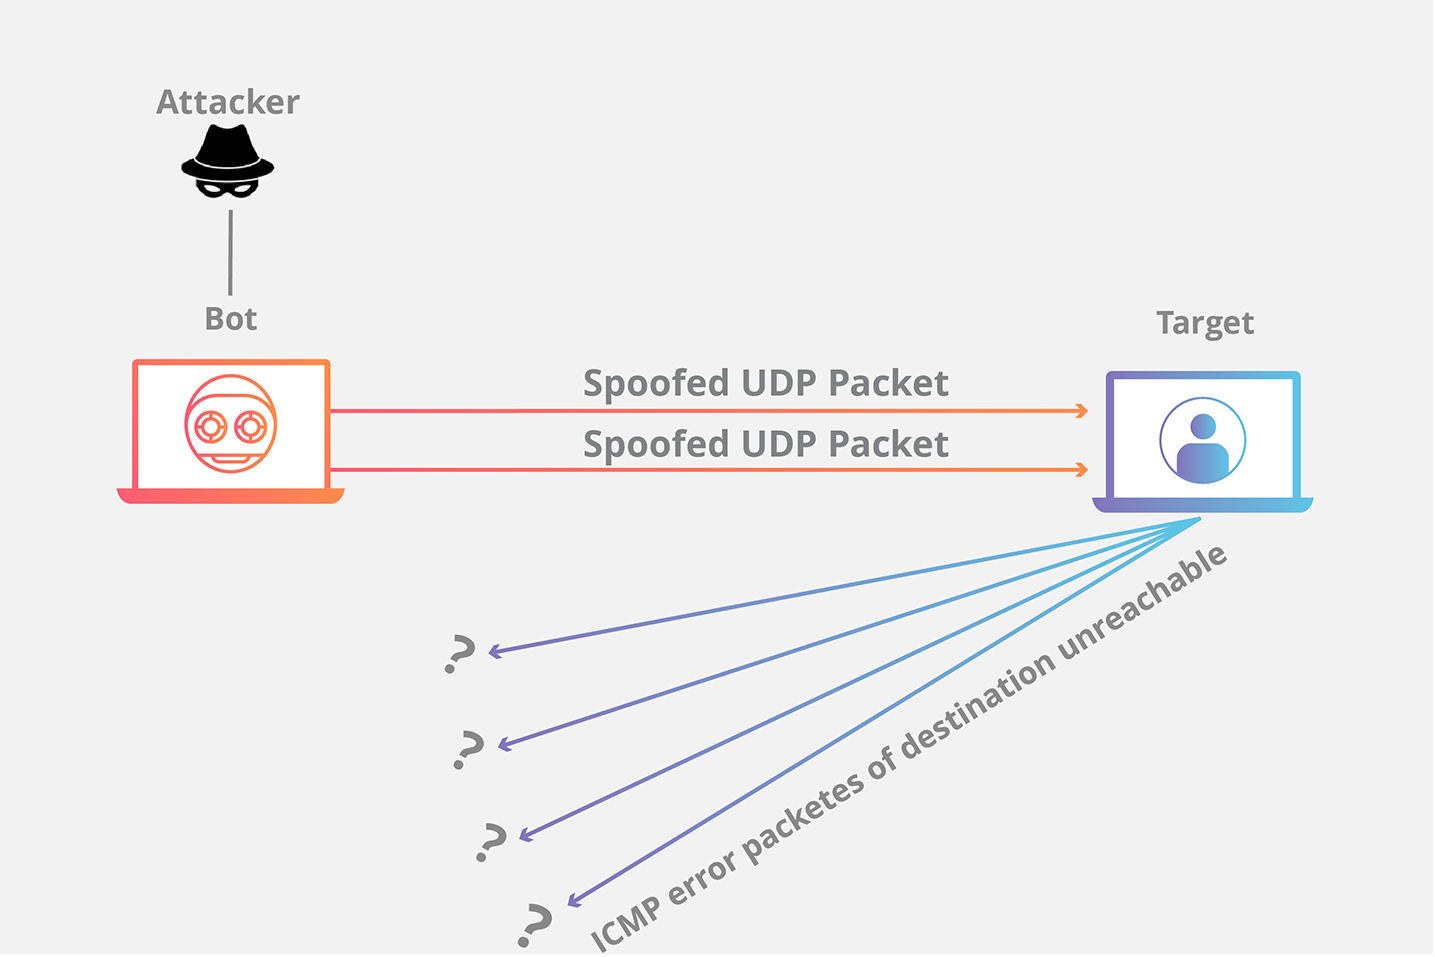 Attacker
Bot
Target
Spoofed UDP Packet
Spoofed UDP Packet
?
?
?
?
ICMP error packetes of destination unreachable